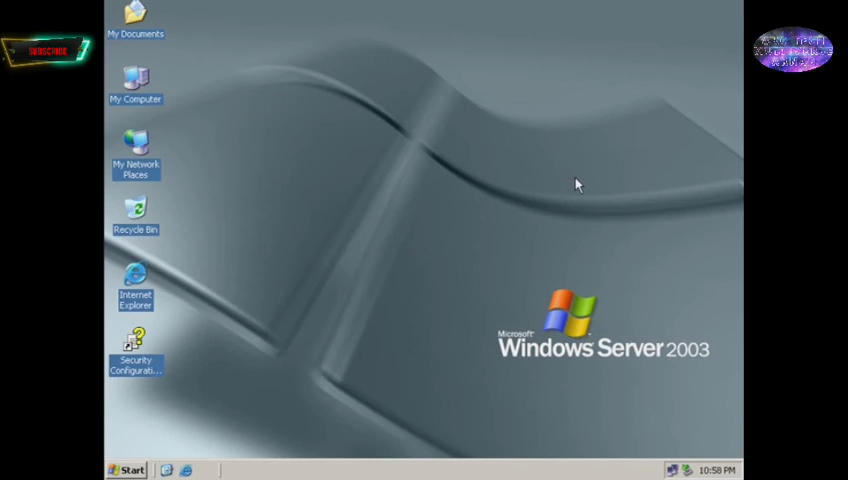 My Documents
SUBSCRIBE
My Computer
My Network
Places
Recycle Bin
Internet
Explorer
Microsoft
Windows Server 2003
Security
Configurati...
Start
10:58 PM